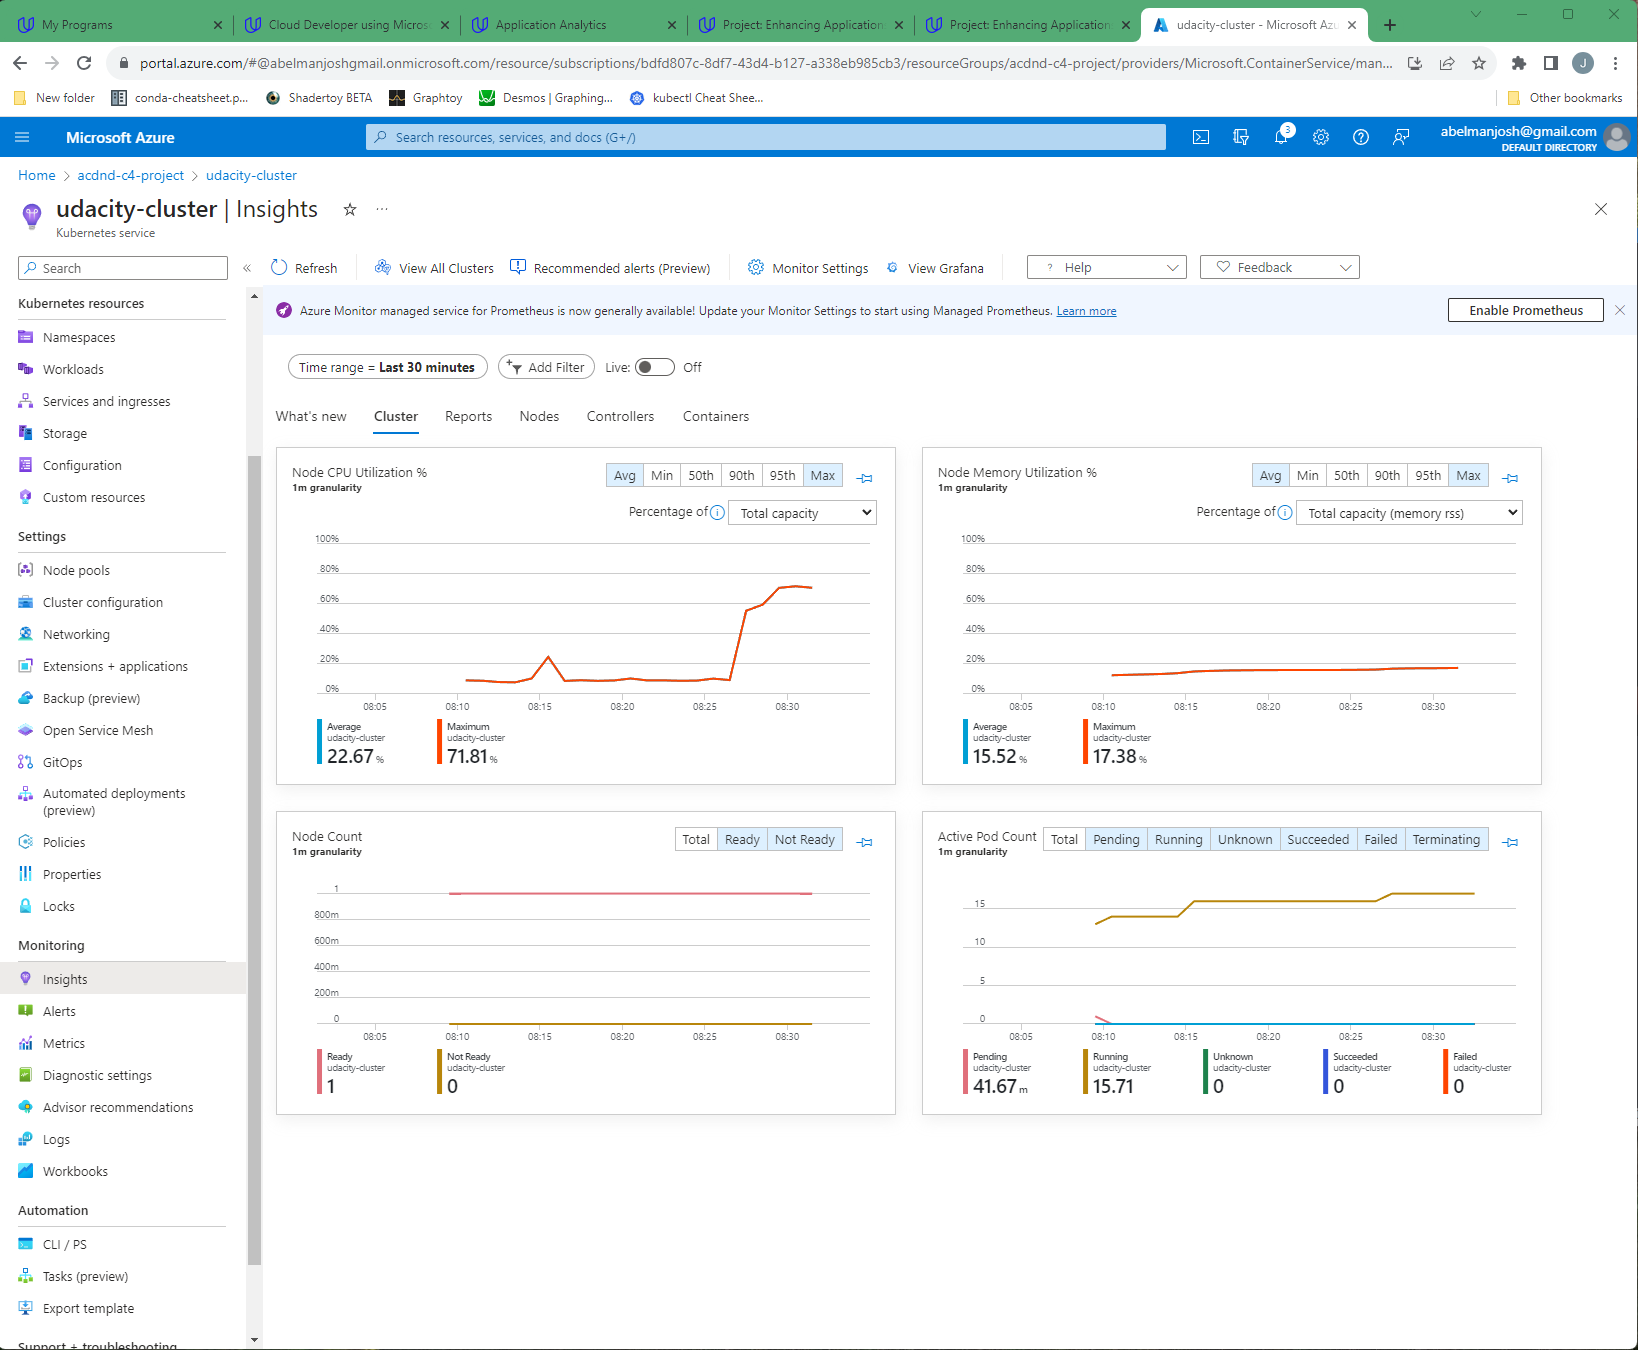 My Programs
Cloud Developer using Micros
Application Analytics
Project: Enhancing Application
Project: Enhancing Application
udacity-cluster - Microsoft Azu
portal.azure.com/#@abelmanjoshgmail.onmicrosoft.com/resource/subscriptions/bdfd807c-8df7-43d4-b127-a338eb985cb3/resourceGroups/acdnd-c4-project/providers/Microsoft.ContainerService/man...
J
New folder
conda-cheatsheet.p...
Shadertoy BETA
Graphtoy
Desmos | Graphing...
kubectl Cheat Shee...
Other bookmarks
Microsoft Azure
Search resources, services, and docs (G+/)
3
abelmanjosh@gmail.com
DEFAULT DIRECTORY
Home > acdnd-c4-project > udacity-cluster
udacity-cluster | Insights
Kubernetes service
Search
«
Refresh
View All Clusters
Recommended alerts (Preview)
Monitor Settings
View Grafana
? Help
Feedback
Azure Monitor managed service for Prometheus is now generally available! Update your Monitor Settings to start using Managed Prometheus. Learn more
Enable Prometheus
Kubernetes resources
Namespaces
Workloads
Services and ingresses
Storage
Configuration
Custom resources
Settings
Node pools
Cluster configuration
Networking
Extensions + applications
Backup (preview)
Open Service Mesh
GitOps
Automated deployments
(preview)
Policies
Properties
Locks
Monitoring
Insights
Alerts
Metrics
Diagnostic settings
Advisor recommendations
Logs
Workbooks
Automation
CLI / PS
Tasks (preview)
Export template
Support + troubleshooting
Time range = Last 30 minutes
Add Filter
Live: Off
What's new
Cluster
Reports
Nodes
Controllers
Containers
Node CPU Utilization %
1m granularity
Avg Min 50th 90th 95th Max
Percentage of Total capacity
100%
80%
60%
40%
20%
0%
08:05 08:10 08:15 08:20 08:25 08:30
Average
udacity-cluster
22.67 %
Maximum
udacity-cluster
71.81 %
Node Memory Utilization %
1m granularity
Avg Min 50th 90th 95th Max
Percentage of Total capacity (memory rss)
100%
80%
60%
40%
20%
0%
08:05 08:10 08:15 08:20 08:25 08:30
Average
udacity-cluster
15.52 %
Maximum
udacity-cluster
17.38 %
Node Count
1m granularity
Total Ready Not Ready
1
800m
600m
400m
200m
0
08:05 08:10 08:15 08:20 08:25 08:30
Ready
udacity-cluster
1
Not Ready
udacity-cluster
0
Active Pod Count
1m granularity
Total Pending Running Unknown Succeeded Failed Terminating
15
10
5
0
08:05 08:10 08:15 08:20 08:25 08:30
Pending
udacity-cluster
41.67 m
Running
udacity-cluster
15.71
Unknown
udacity-cluster
0
Succeeded
udacity-cluster
0
Failed
udacity-cluster
0